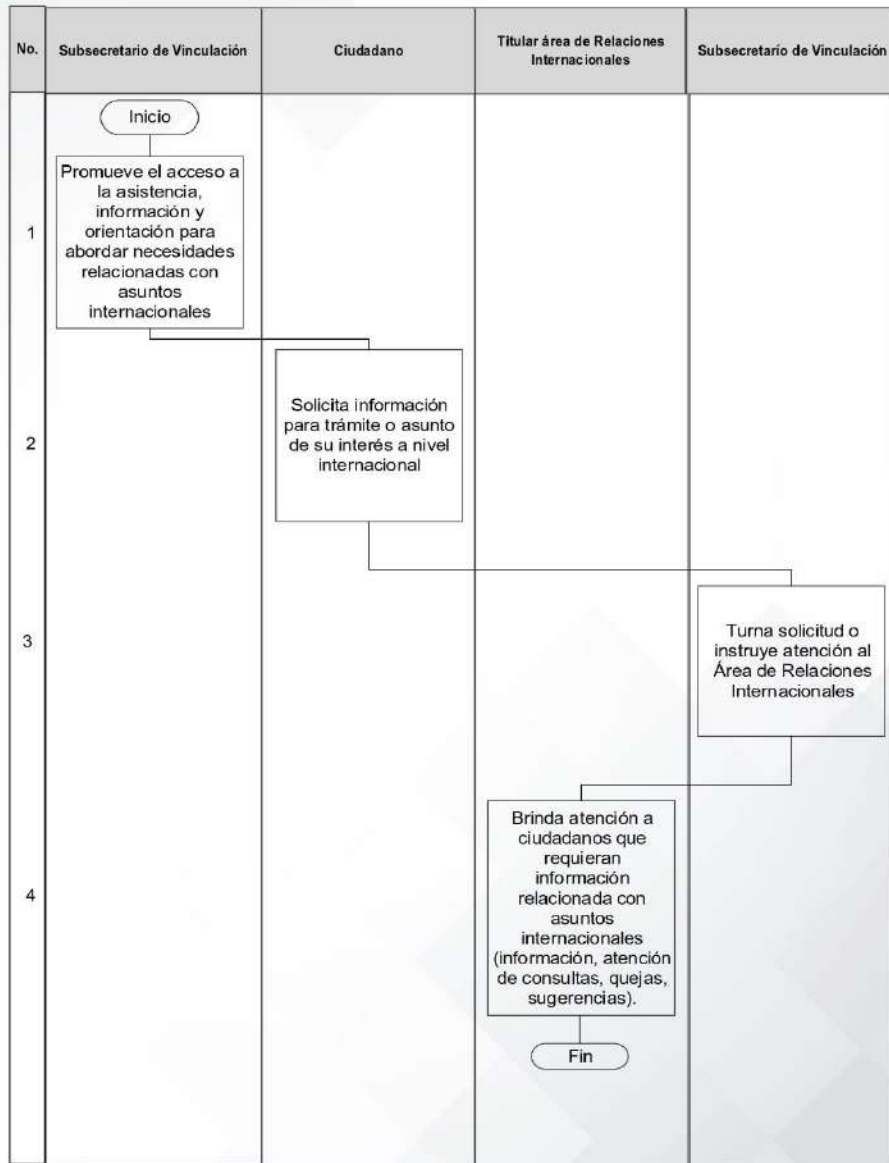 No.
Subsecretario de Vinculación
Ciudadano
Titular área de Relaciones
Internacionales
Subsecretarío de Vinculación
Inicio
1
Promueve el acceso a
la asistencia,
información y
orientación para
abordar necesidades
relacionadas con
asuntos
internacionales
2
Solicita información
para trámite o asunto
de su interés a nivel
internacional
3
Turna solicitud o
instruye atención al
Área de Relaciones
Internacionales
4
Brinda atención a
ciudadanos que
requieran
información
relacionada con
asuntos
internacionales
(información, atención
de consultas, quejas,
sugerencias).
Fin